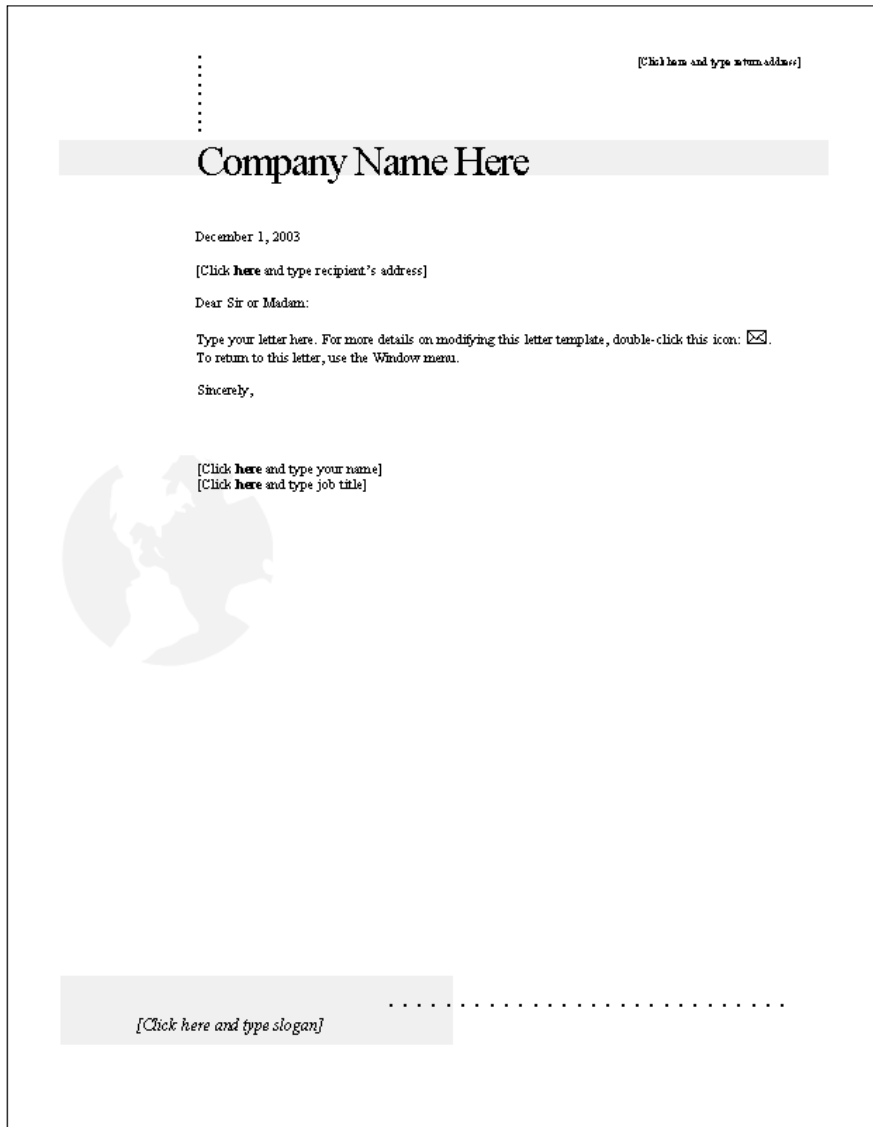 [Click here and type return address]
Company Name Here
December 1, 2003
[Click here and type recipient's address]
Dear Sir or Madam:
Type your letter here. For more details on modifying this letter template, double-click this icon: ✉.
To return to this letter, use the Window menu.
Sincerely,
[Click here and type your name]
[Click here and type job title]
[Click here and type slogan]